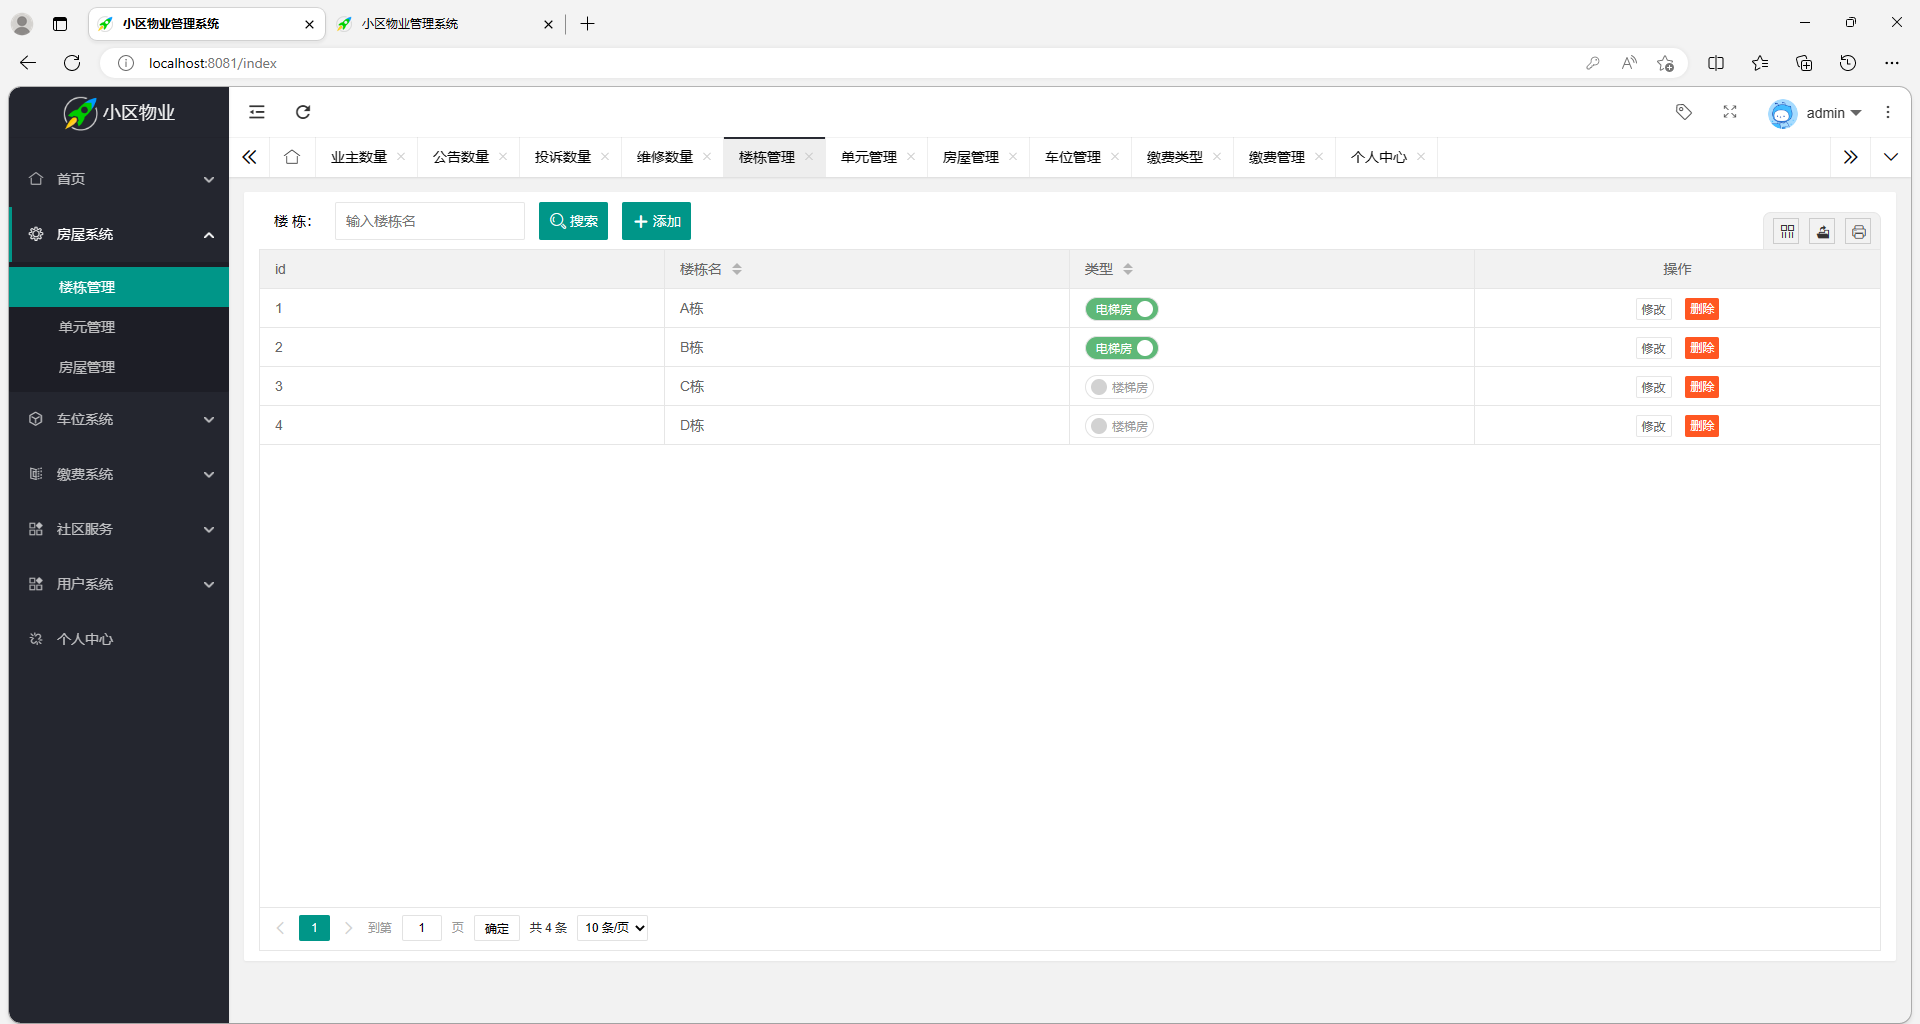 小区物业管理系统 小区物业管理系统
localhost:8081/index
小区物业 admin
业主数量 公告数量 投诉数量 维修数量 楼栋管理 单元管理 房屋管理 车位管理 缴费类型 缴费管理 个人中心
首页
房屋系统
楼栋管理
单元管理
房屋管理
车位系统
缴费系统
社区服务
用户系统
个人中心
楼 栋： 输入楼栋名 搜索 添加
id 楼栋名 类型 操作
1 A栋 电梯房 修改 删除
2 B栋 电梯房 修改 删除
3 C栋 楼梯房 修改 删除
4 D栋 楼梯房 修改 删除
1 到第 1 页 确定 共 4 条 10 条/页